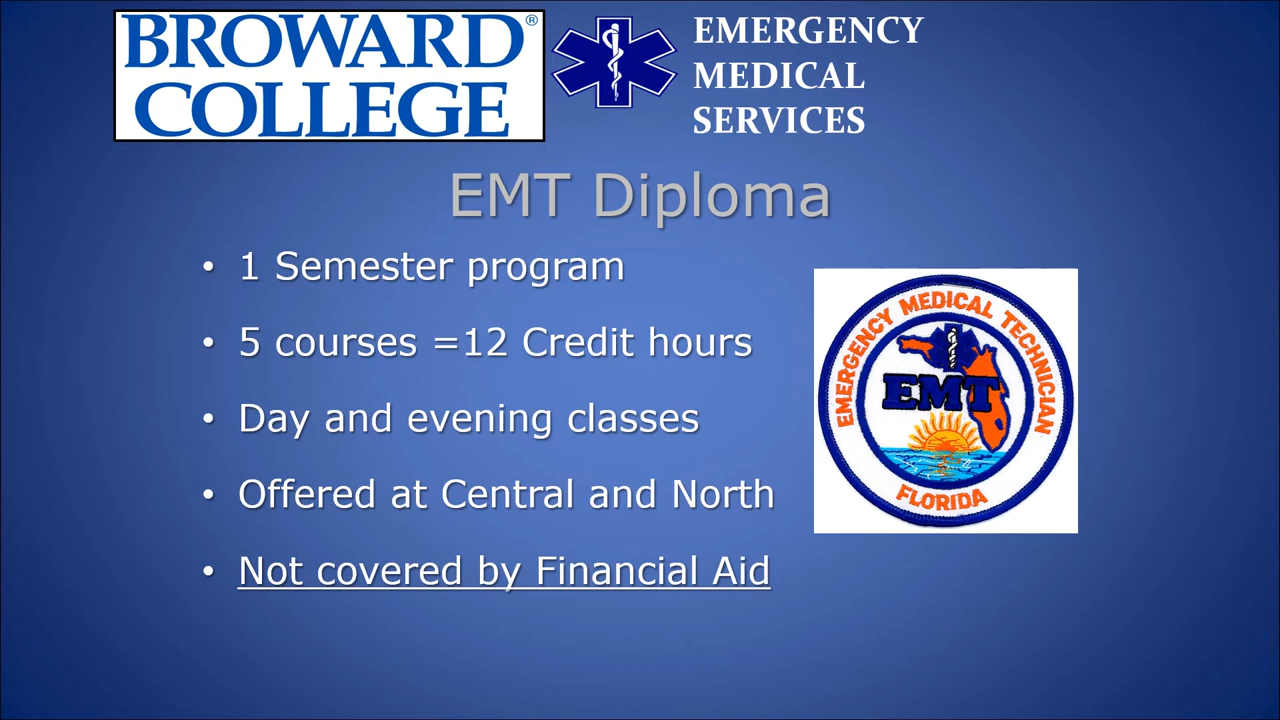 BROWARD®
COLLEGE
EMERGENCY
MEDICAL
SERVICES
EMT Diploma
• 1 Semester program
• 5 courses =12 Credit hours
• Day and evening classes
• Offered at Central and North
• Not covered by Financial Aid
EMERGENCY MEDICAL TECHNICIAN
EMT
FLORIDA